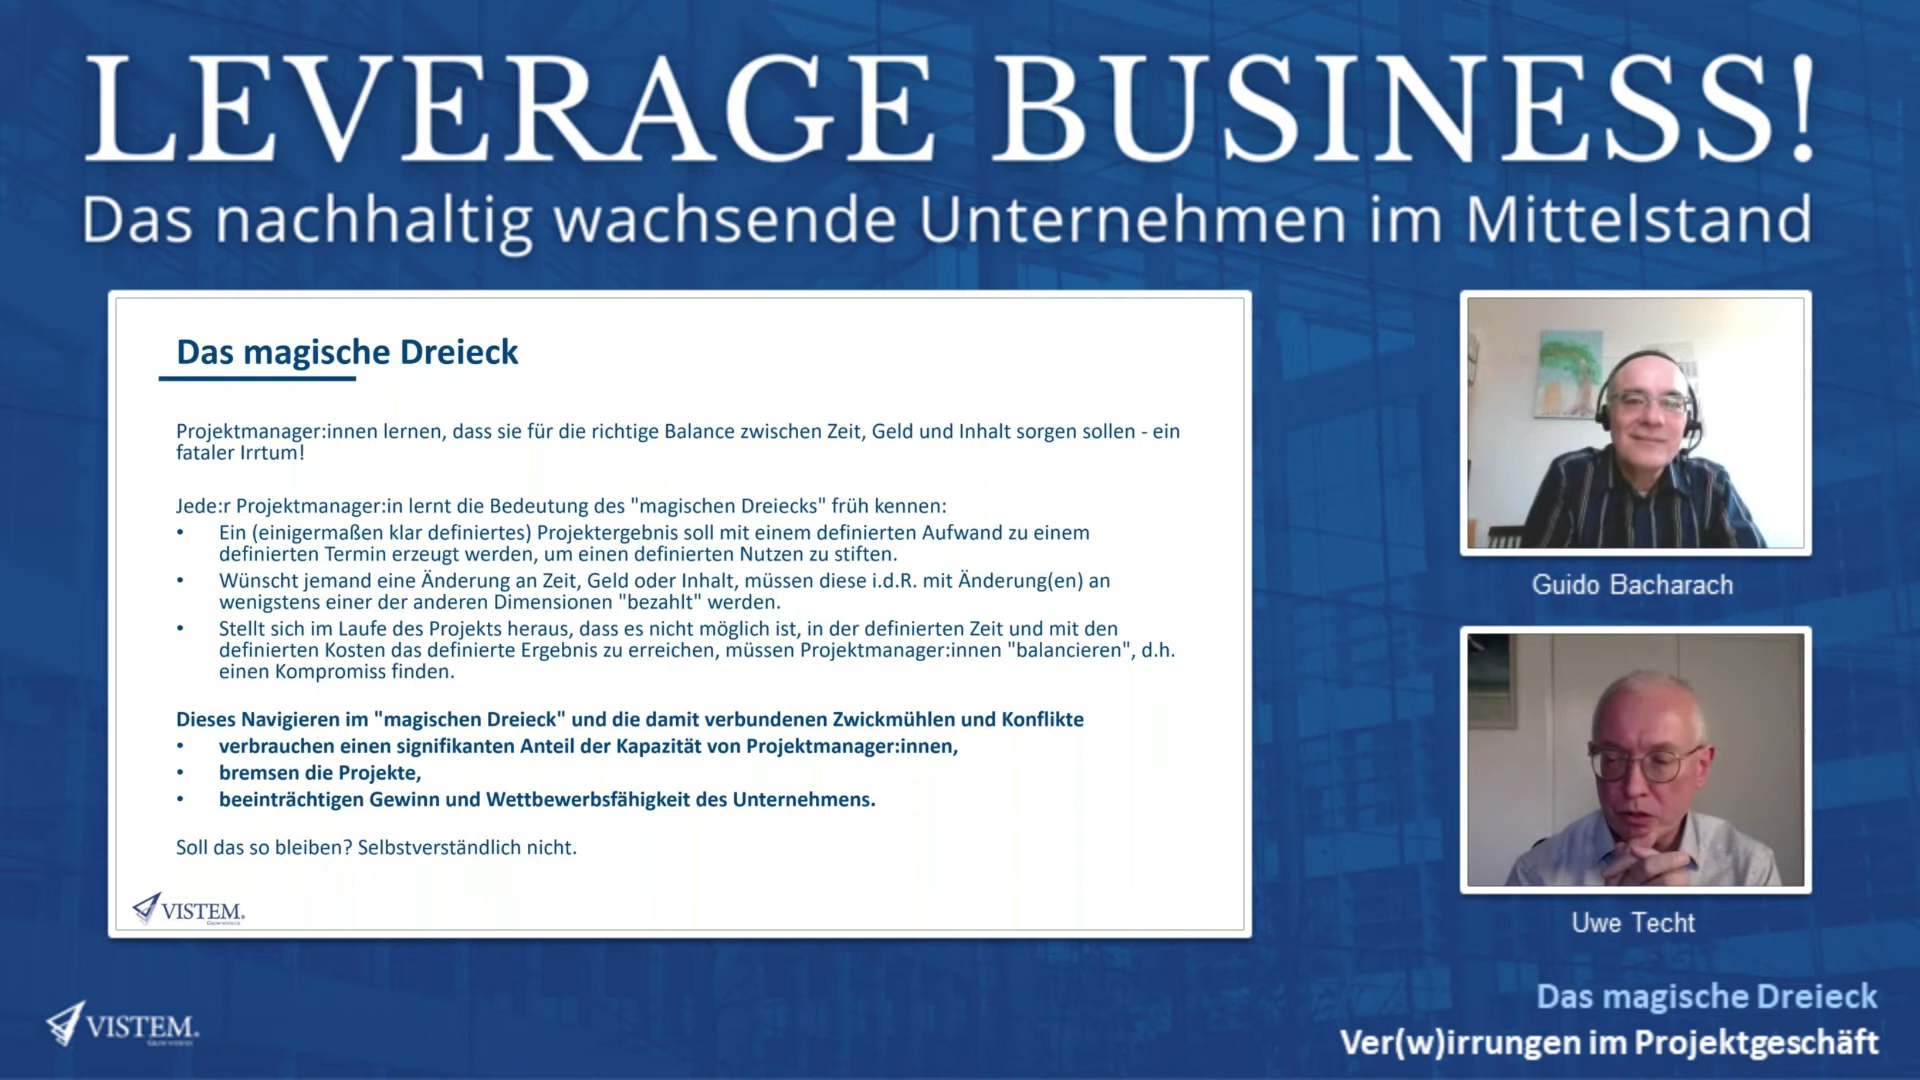 LEVERAGE BUSINESS!
Das nachhaltig wachsende Unternehmen im Mittelstand
Das magische Dreieck
Projektmanager:innen lernen, dass sie für die richtige Balance zwischen Zeit, Geld und Inhalt sorgen sollen - ein
fataler Irrtum!
Jede:r Projektmanager:in lernt die Bedeutung des "magischen Dreiecks" früh kennen:
• Ein (einigermaßen klar definiertes) Projektergebnis soll mit einem definierten Aufwand zu einem
definierten Termin erzeugt werden, um einen definierten Nutzen zu stiften.
• Wünscht jemand eine Änderung an Zeit, Geld oder Inhalt, müssen diese i.d.R. mit Änderung(en) an
wenigstens einer der anderen Dimensionen "bezahlt" werden.
• Stellt sich im Laufe des Projekts heraus, dass es nicht möglich ist, in der definierten Zeit und mit den
definierten Kosten das definierte Ergebnis zu erreichen, müssen Projektmanager:innen "balancieren", d.h.
einen Kompromiss finden.
Dieses Navigieren im "magischen Dreieck" und die damit verbundenen Zwickmühlen und Konflikte
• verbrauchen einen signifikanten Anteil der Kapazität von Projektmanager:innen,
• bremsen die Projekte,
• beeinträchtigen Gewinn und Wettbewerbsfähigkeit des Unternehmens.
Soll das so bleiben? Selbstverständlich nicht.
VISTEM.
Guido Bacharach
Uwe Techt
VISTEM.
Das magische Dreieck
Ver(w)irrungen im Projektgeschäft